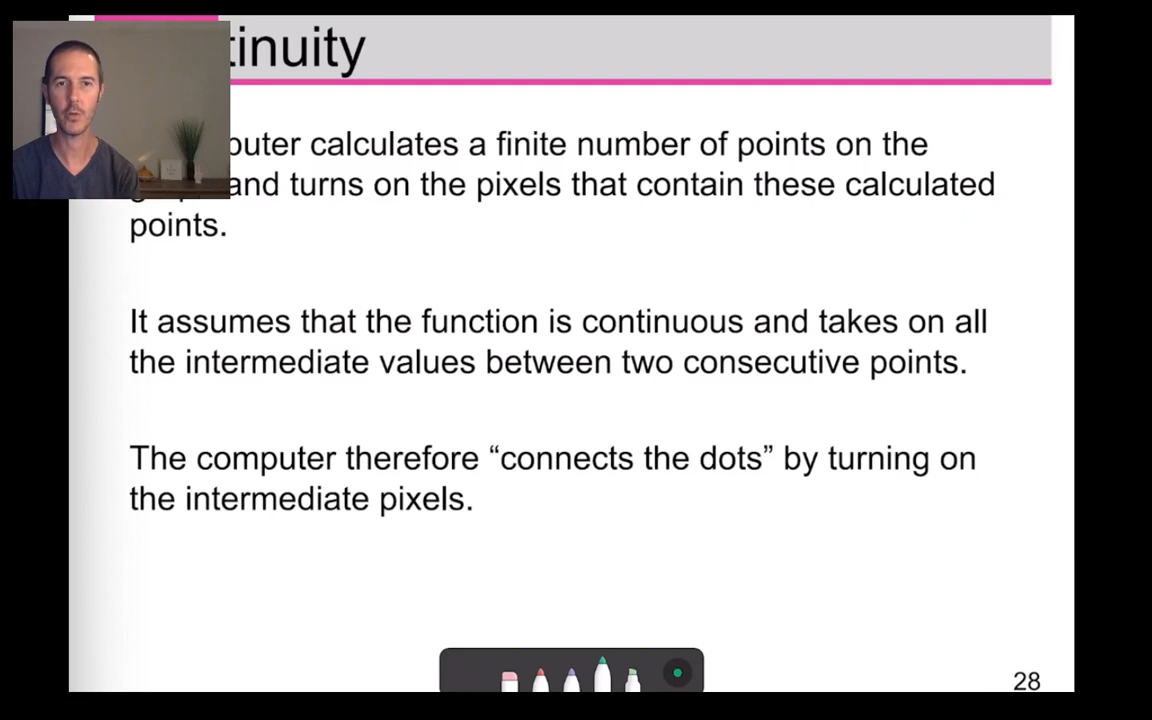 tinuity
puter calculates a finite number of points on the
and turns on the pixels that contain these calculated
points.
It assumes that the function is continuous and takes on all
the intermediate values between two consecutive points.
The computer therefore “connects the dots” by turning on
the intermediate pixels.
28